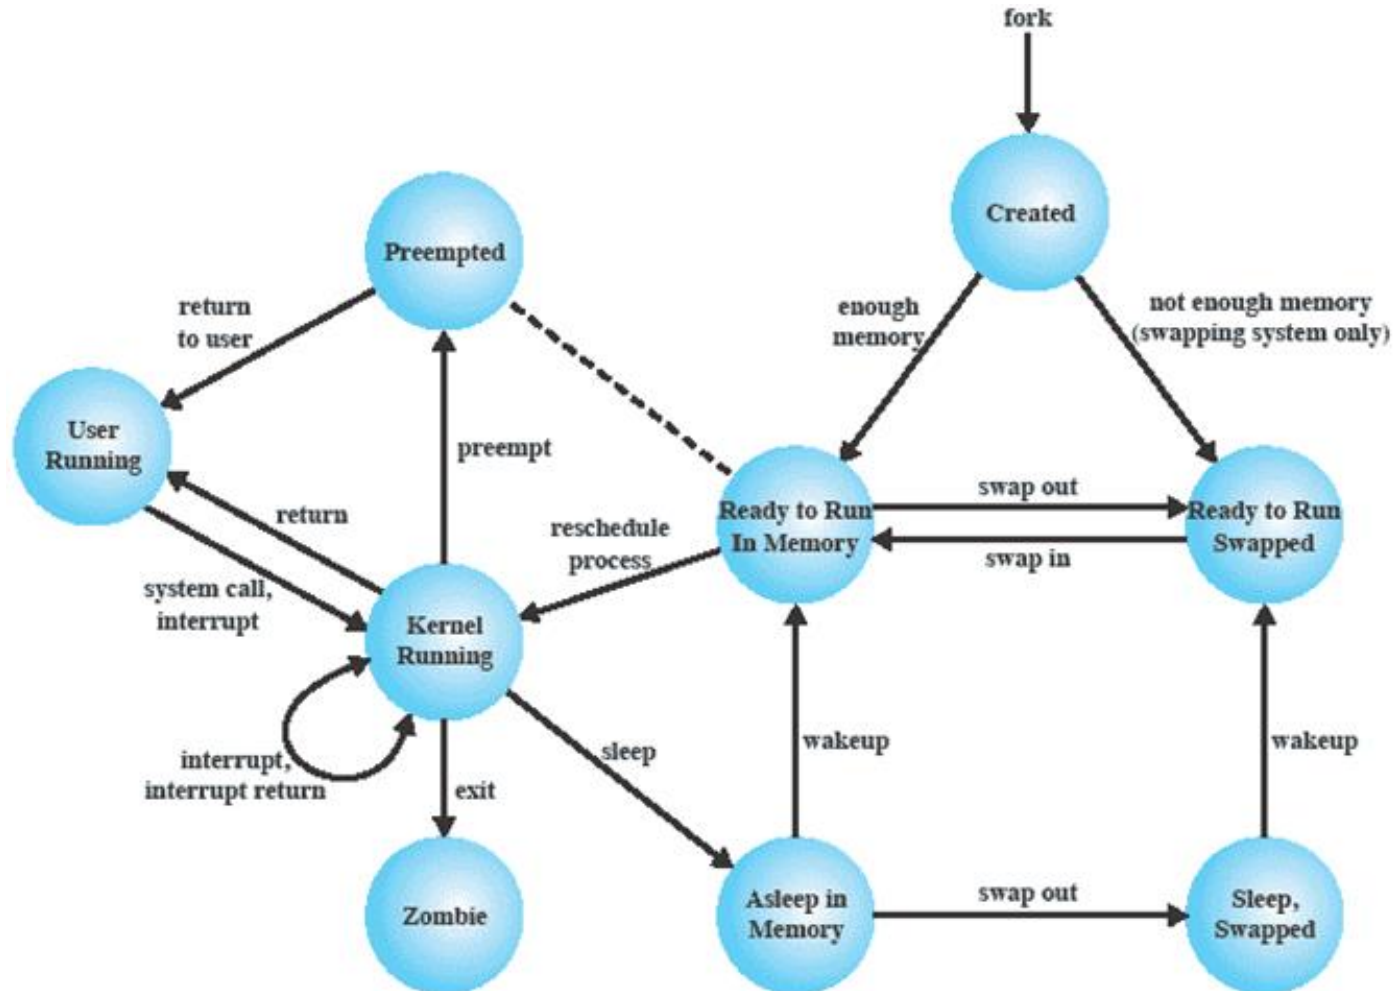 fork
Created
Preempted
return
to user
enough
memory
not enough memory
(swapping system only)
User
Running
preempt
return
reschedule
process
Ready to Run
In Memory
swap out
swap in
Ready to Run
Swapped
system call,
interrupt
Kernel
Running
interrupt,
interrupt return
sleep
wakeup
wakeup
exit
Zombie
Asleep in
Memory
swap out
Sleep,
Swapped